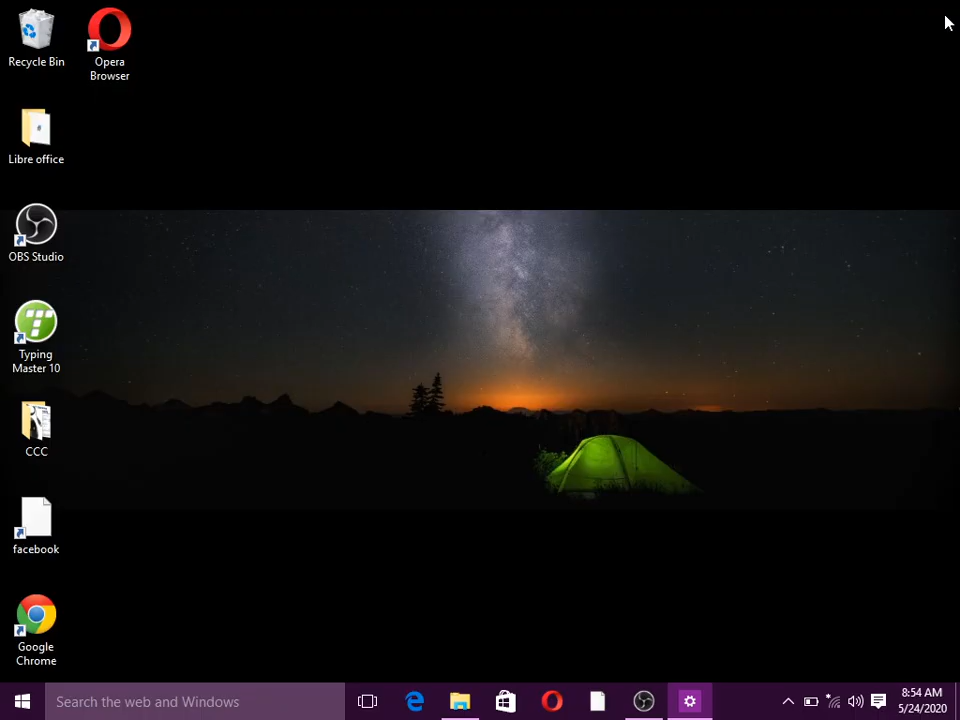 Recycle Bin
Opera
Browser
Libre office
OBS Studio
Typing
Master 10
CCC
facebook
Google
Chrome
Search the web and Windows
8:54 AM
5/24/2020